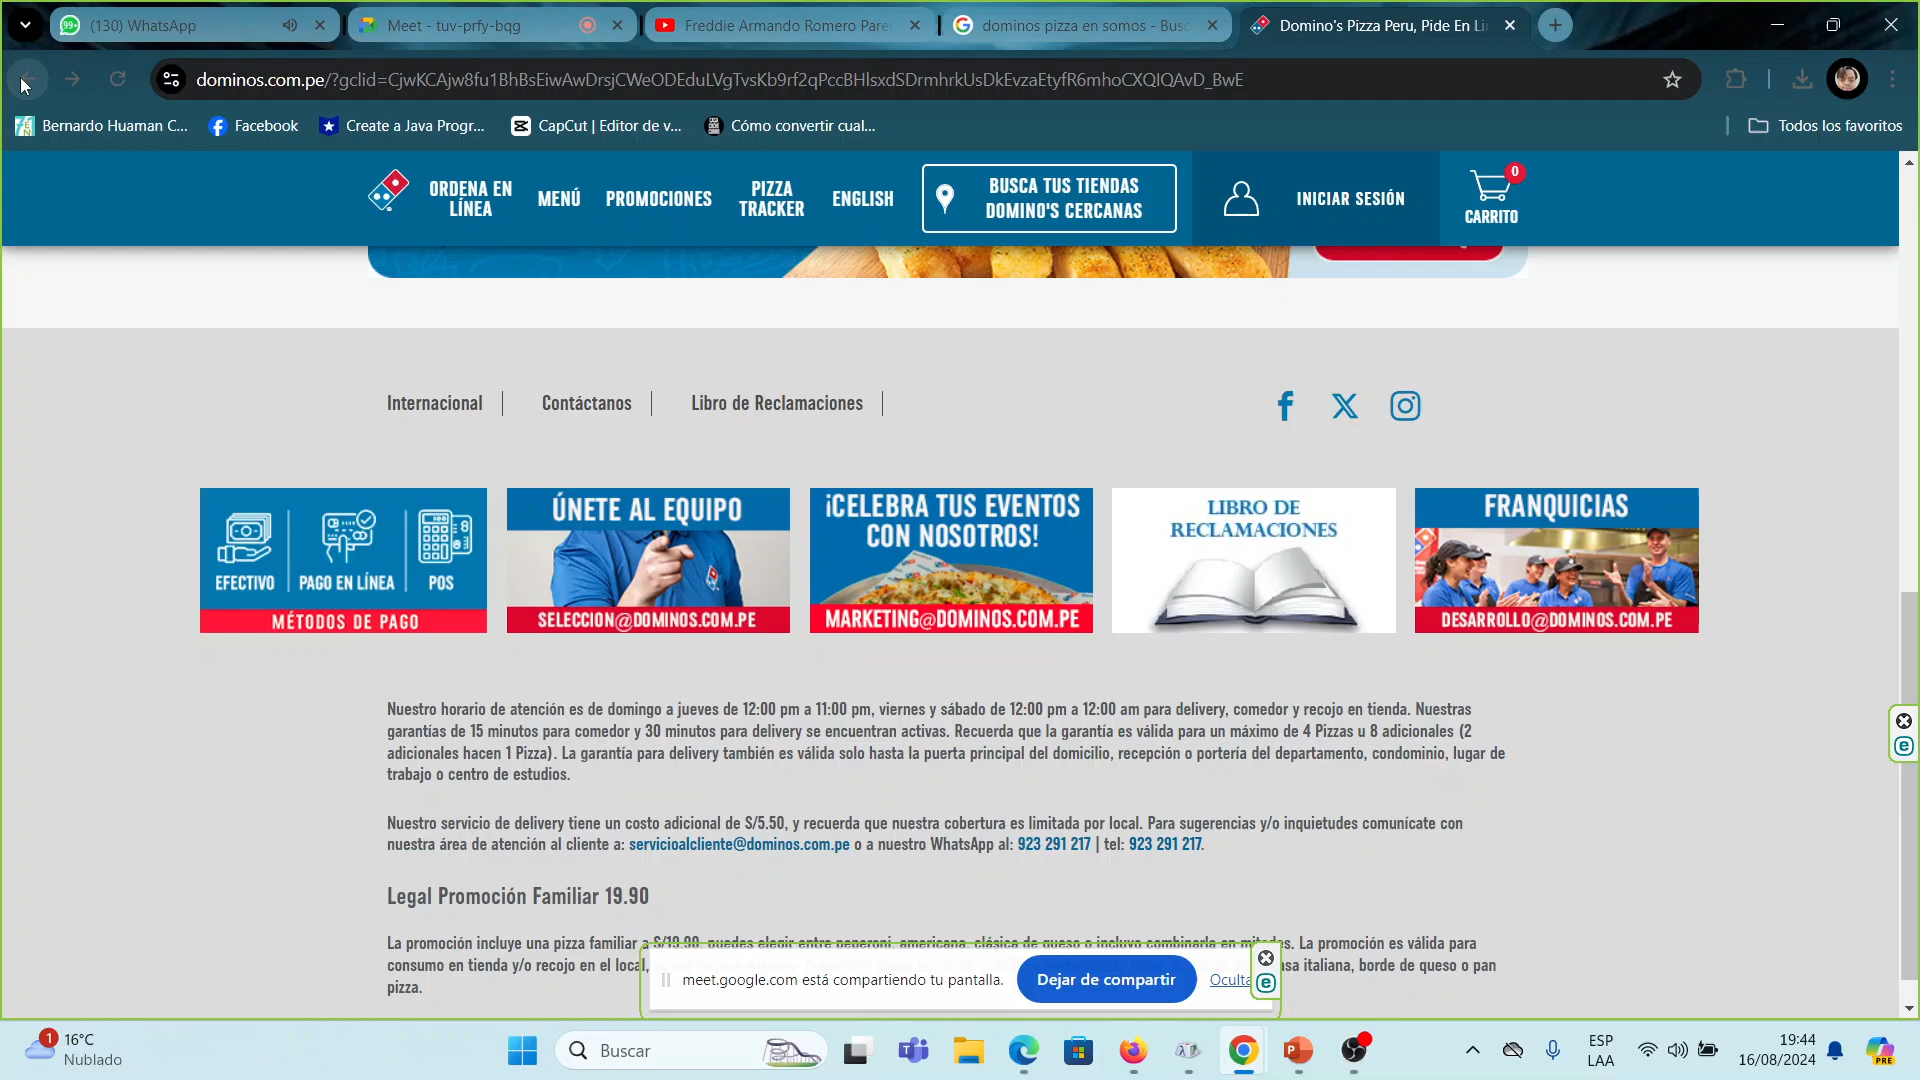 (130) WhatsApp
Meet - tuv-prfy-bqg
Freddie Armando Romero Pare
dominos pizza en somos - Busc
Domino's Pizza Peru, Pide En Lí
dominos.com.pe/?gclid=CjwKCAjw8fu1BhBsEiwAwDrsjCWeODEduLVgTvsKb9rf2qPccBHlsxdSDrmhrkUsDkEvzaEtyfR6mhoCXQIQAvD_BwE
Bernardo Huaman C...
Facebook
Create a Java Progr...
CapCut | Editor de v...
Cómo convertir cual...
Todos los favoritos
ORDENA EN
LÍNEA
MENÚ
PROMOCIONES
PIZZA
TRACKER
ENGLISH
BUSCA TUS TIENDAS
DOMINO'S CERCANAS
INICIAR SESIÓN
0
CARRITO
Internacional
Contáctanos
Libro de Reclamaciones
EFECTIVO
PAGO EN LÍNEA
POS
MÉTODOS DE PAGO
ÚNETE AL EQUIPO
SELECCION@DOMINOS.COM.PE
¡CELEBRA TUS EVENTOS
CON NOSOTROS!
MARKETING@DOMINOS.COM.PE
LIBRO DE
RECLAMACIONES
FRANQUICIAS
DESARROLLO@DOMINOS.COM.PE
Nuestro horario de atención es de domingo a jueves de 12:00 pm a 11:00 pm, viernes y sábado de 12:00 pm a 12:00 am para delivery, comedor y recojo en tienda. Nuestras
garantías de 15 minutos para comedor y 30 minutos para delivery se encuentran activas. Recuerda que la garantía es válida para un máximo de 4 Pizzas u 8 adicionales (2
adicionales hacen 1 Pizza). La garantía para delivery también es válida solo hasta la puerta principal del domicilio, recepción o portería del departamento, condominio, lugar de
trabajo o centro de estudios.
Nuestro servicio de delivery tiene un costo adicional de S/5.50, y recuerda que nuestra cobertura es limitada por local. Para sugerencias y/o inquietudes comunícate con
nuestra área de atención al cliente a: servicioalcliente@dominos.com.pe o a nuestro WhatsApp al: 923 291 217 | tel: 923 291 217.
Legal Promoción Familiar 19.90
La promoción incluye una pizza familiar a S/19.90, puedes elegir entre peperoni, americana, clásica de queso o incluso combinarla en mitades. La promoción es válida para
consumo en tienda y/o recojo en el local, asa italiana, borde de queso o pan
pizza.
meet.google.com está compartiendo tu pantalla.
Dejar de compartir
Oculta
1
16°C
Nublado
Buscar
ESP
LAA
19:44
16/08/2024